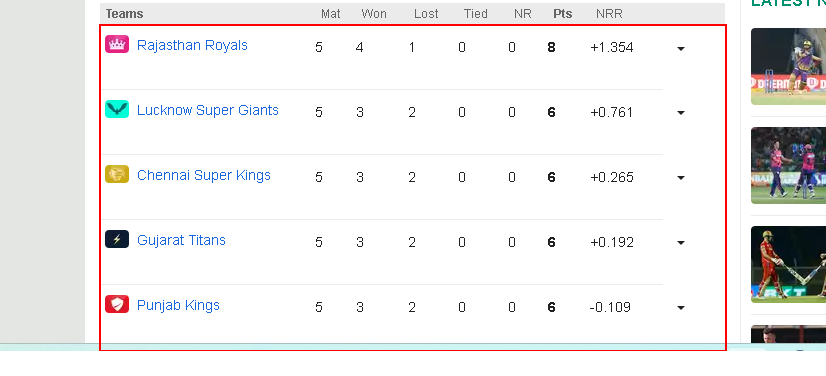 LATEST N
Teams Mat Won Lost Tied NR Pts NRR
Rajasthan Royals 5 4 1 0 0 8 +1.354
Lucknow Super Giants 5 3 2 0 0 6 +0.761
Chennai Super Kings 5 3 2 0 0 6 +0.265
Gujarat Titans 5 3 2 0 0 6 +0.192
Punjab Kings 5 3 2 0 0 6 -0.109